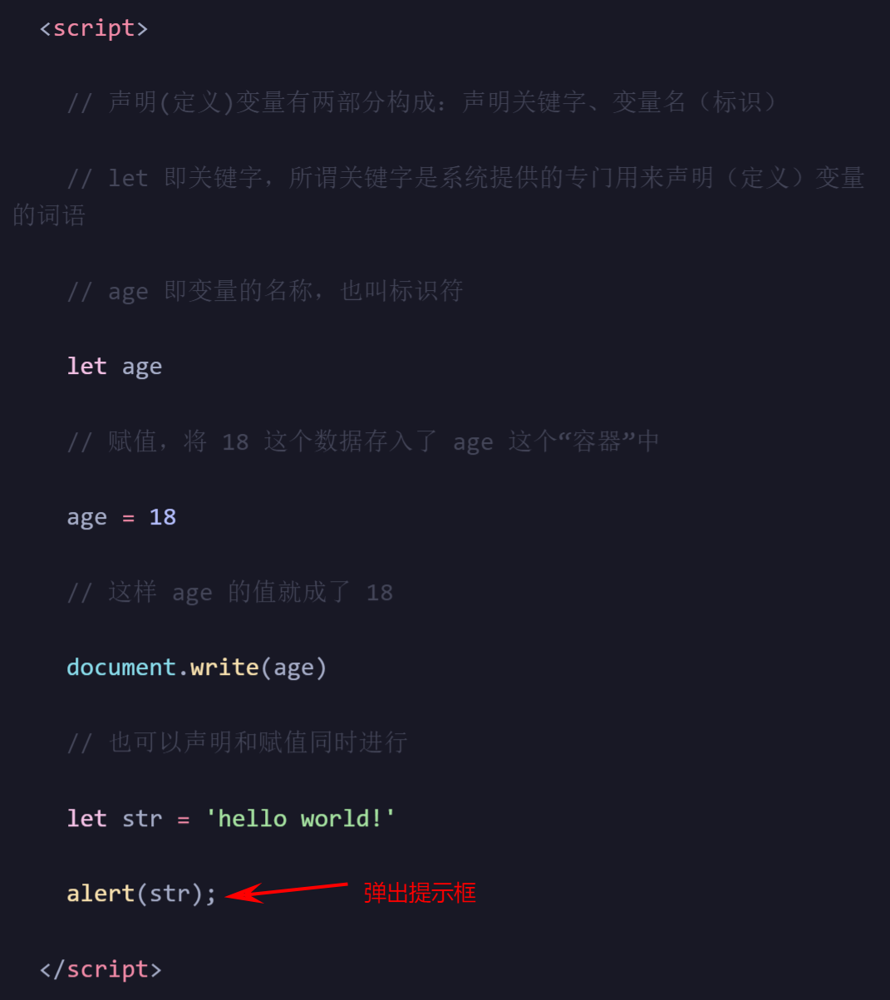 <script>
// 声明(定义)变量有两部分构成：声明关键字、变量名（标识）
// let 即关键字，所谓关键字是系统提供的专门用来声明（定义）变量
的词语
// age 即变量的名称，也叫标识符
let age
// 赋值，将 18 这个数据存入了 age 这个“容器”中
age = 18
// 这样 age 的值就成了 18
document.write(age)
// 也可以声明和赋值同时进行
let str = 'hello world!'
alert(str); 弹出提示框
</script>